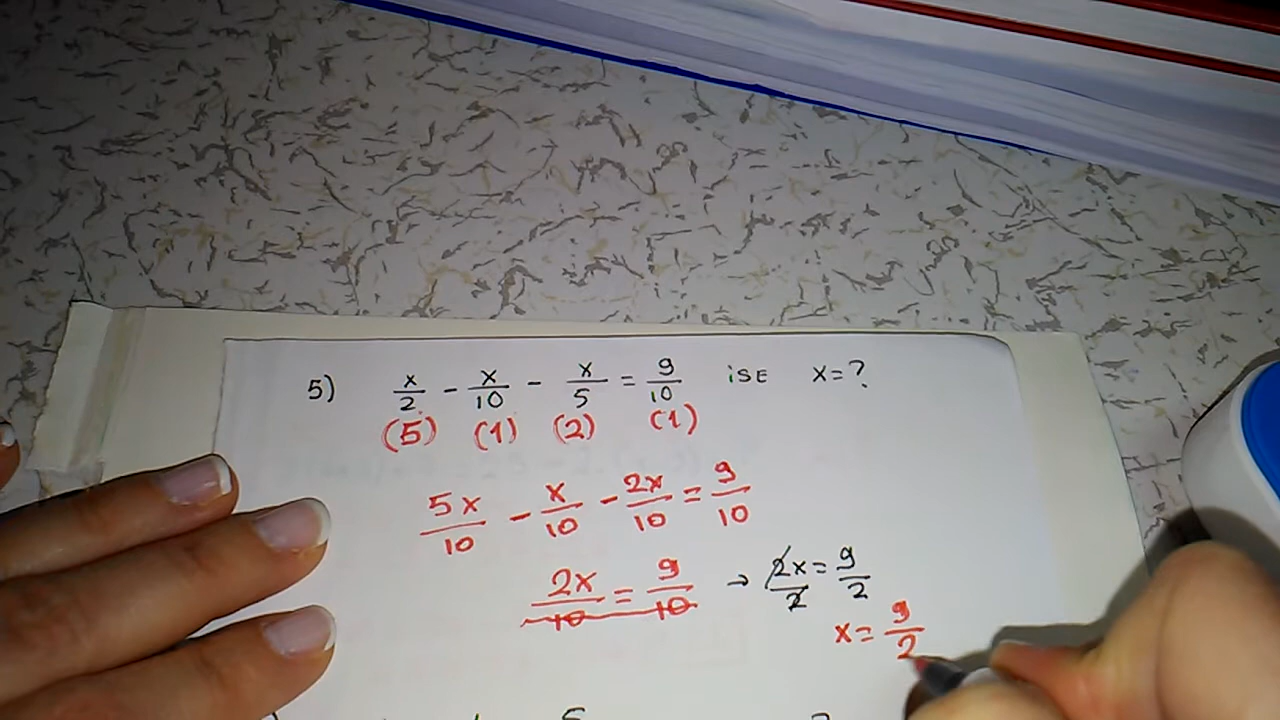 5) x/2 - x/10 - x/5 = 9/10 İSE x=?
(5) (1) (2) (1)
5x/10 - x/10 - 2x/10 = 9/10
2x/10 = 9/10 → 2x/2 = 9/2
x = 9/2